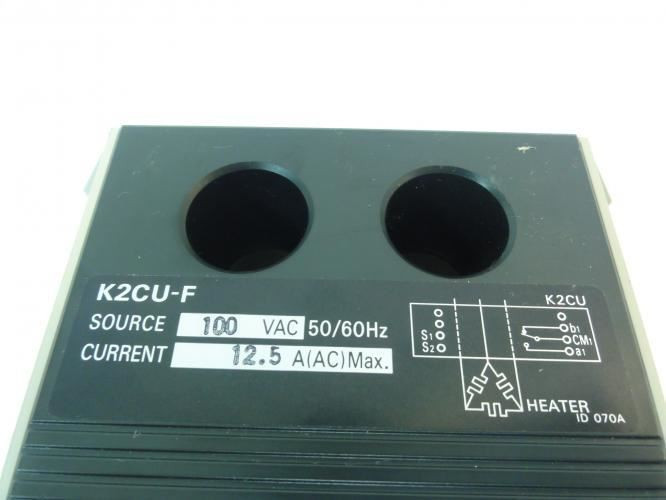 K2CU-F
SOURCE 100 VAC 50/60Hz
CURRENT 12.5 A(AC)Max.
K2CU
b1
S1 CM1
S2 a1
HEATER
ID 070A